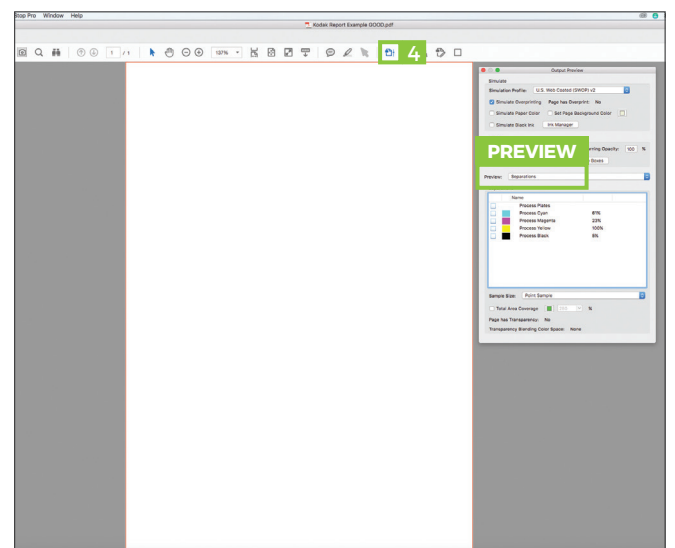 Stop Pro Window Help
Kodak Report Example GOOD.pdf
1 / 1 137% 4
Output Preview
Simulate
Simulation Profile: U.S. Web Coated (SWOP) v2
Simulate Overprinting Page has Overprint: No
Simulate Paper Color Set Page Background Color
Simulate Black Ink Ink Manager
PREVIEW
Warning Opacity: 100 %
Boxes
Preview: Separations
Name
Process Plates
Process Cyan 61%
Process Magenta 23%
Process Yellow 100%
Process Black 5%
Sample Size: Point Sample
Total Area Coverage %
Page has Transparency: No
Transparency Blending Color Space: None